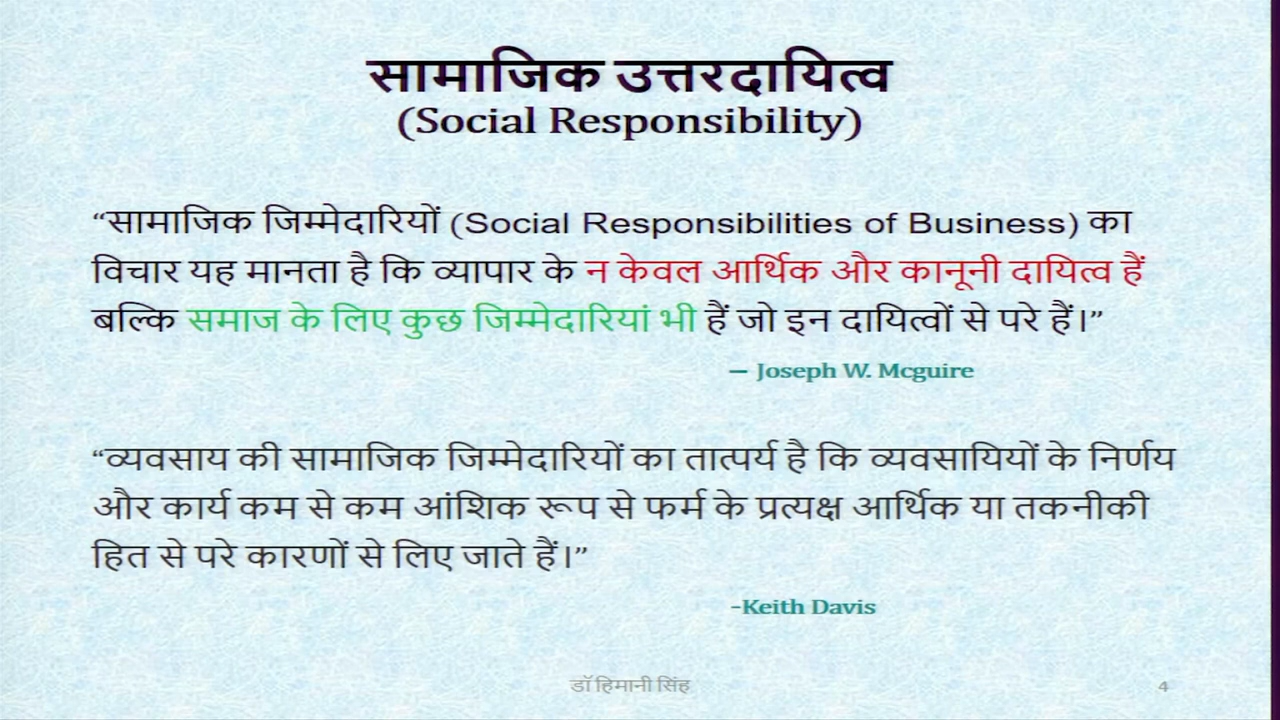 सामाजिक उत्तरदायित्व
(Social Responsibility)
“सामाजिक जिम्मेदारियों (Social Responsibilities of Business) का
विचार यह मानता है कि व्यापार के न केवल आर्थिक और कानूनी दायित्व हैं
बल्कि समाज के लिए कुछ जिम्मेदारियां भी हैं जो इन दायित्वों से परे हैं।”
— Joseph W. Mcguire
“व्यवसाय की सामाजिक जिम्मेदारियों का तात्पर्य है कि व्यवसायियों के निर्णय
और कार्य कम से कम आंशिक रूप से फर्म के प्रत्यक्ष आर्थिक या तकनीकी
हित से परे कारणों से लिए जाते हैं।”
-Keith Davis
डॉ हिमानी सिंह
4